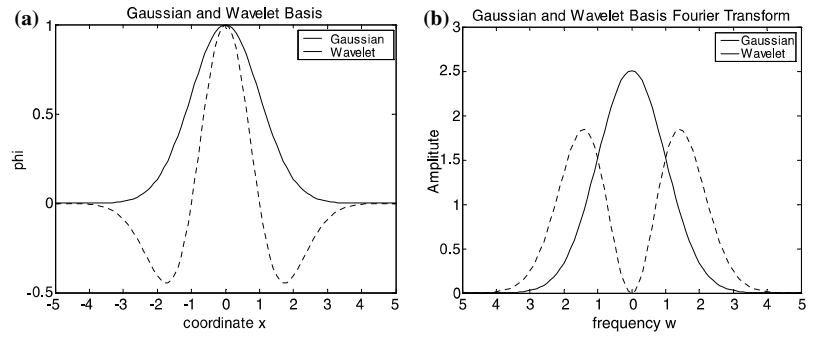 (a)
Gaussian and Wavelet Basis
Gaussian
Wavelet
1
0.5
0
-0.5
phi
-5 -4 -3 -2 -1 0 1 2 3 4 5
coordinate x
(b)
Gaussian and Wavelet Basis Fourier Transform
Gaussian
Wavelet
3
2.5
2
1.5
1
0.5
0
Amplitute
5 4 3 2 1 0 1 2 3 4 5
frequency w